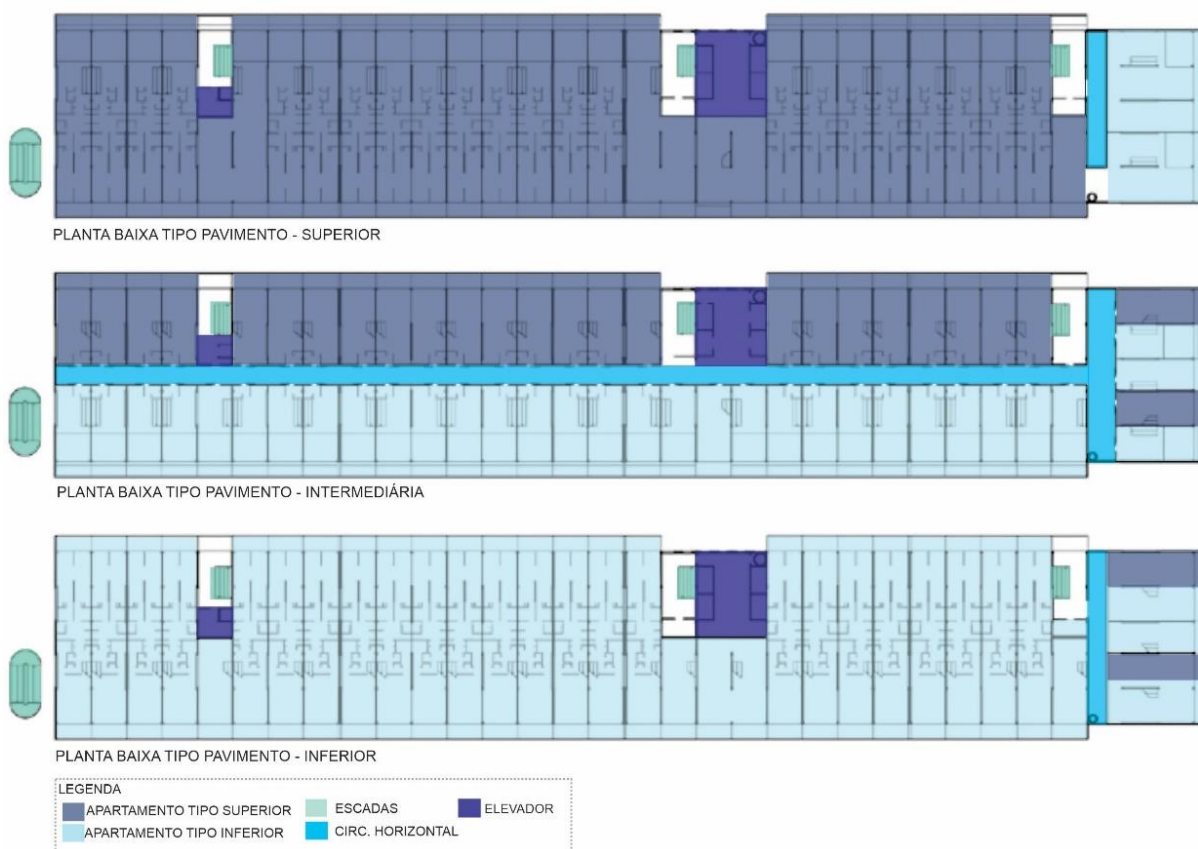 PLANTA BAIXA TIPO PAVIMENTO - SUPERIOR
PLANTA BAIXA TIPO PAVIMENTO - INTERMEDIÁRIA
PLANTA BAIXA TIPO PAVIMENTO - INFERIOR
LEGENDA
APARTAMENTO TIPO SUPERIOR ESCADAS ELEVADOR
APARTAMENTO TIPO INFERIOR CIRC. HORIZONTAL